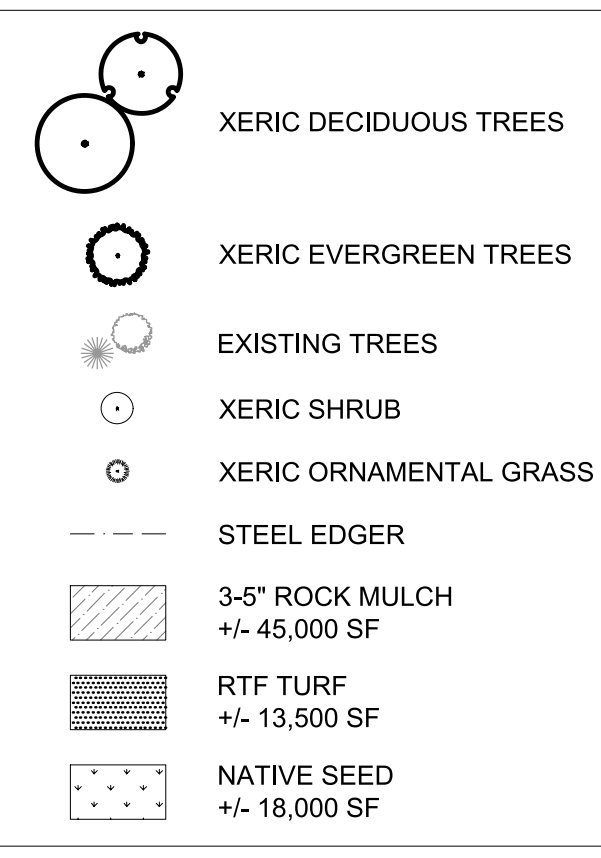 XERIC DECIDUOUS TREES
XERIC EVERGREEN TREES
EXISTING TREES
XERIC SHRUB
XERIC ORNAMENTAL GRASS
STEEL EDGER
3-5" ROCK MULCH
+/- 45,000 SF
RTF TURF
+/- 13,500 SF
NATIVE SEED
+/- 18,000 SF